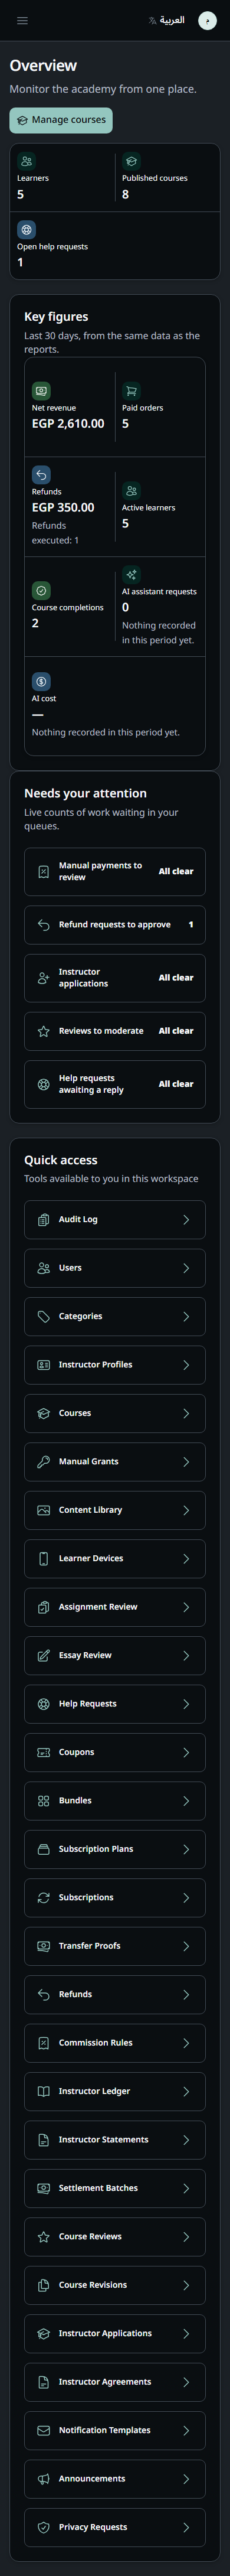 العربية
م
Overview
Monitor the academy from one place.
Manage courses
Learners
5
Published courses
8
Open help requests
1
Key figures
Last 30 days, from the same data as the
reports.
Net revenue
EGP 2,610.00
Paid orders
5
Refunds
EGP 350.00
Refunds
executed: 1
Active learners
5
Course completions
2
AI assistant requests
0
Nothing recorded
in this period yet.
AI cost
—
Nothing recorded in this period yet.
Needs your attention
Live counts of work waiting in your
queues.
Manual payments to
review
All clear
Refund requests to approve
1
Instructor
applications
All clear
Reviews to moderate
All clear
Help requests
awaiting a reply
All clear
Quick access
Tools available to you in this workspace
Audit Log
Users
Categories
Instructor Profiles
Courses
Manual Grants
Content Library
Learner Devices
Assignment Review
Essay Review
Help Requests
Coupons
Bundles
Subscription Plans
Subscriptions
Transfer Proofs
Refunds
Commission Rules
Instructor Ledger
Instructor Statements
Settlement Batches
Course Reviews
Course Revisions
Instructor Applications
Instructor Agreements
Notification Templates
Announcements
Privacy Requests